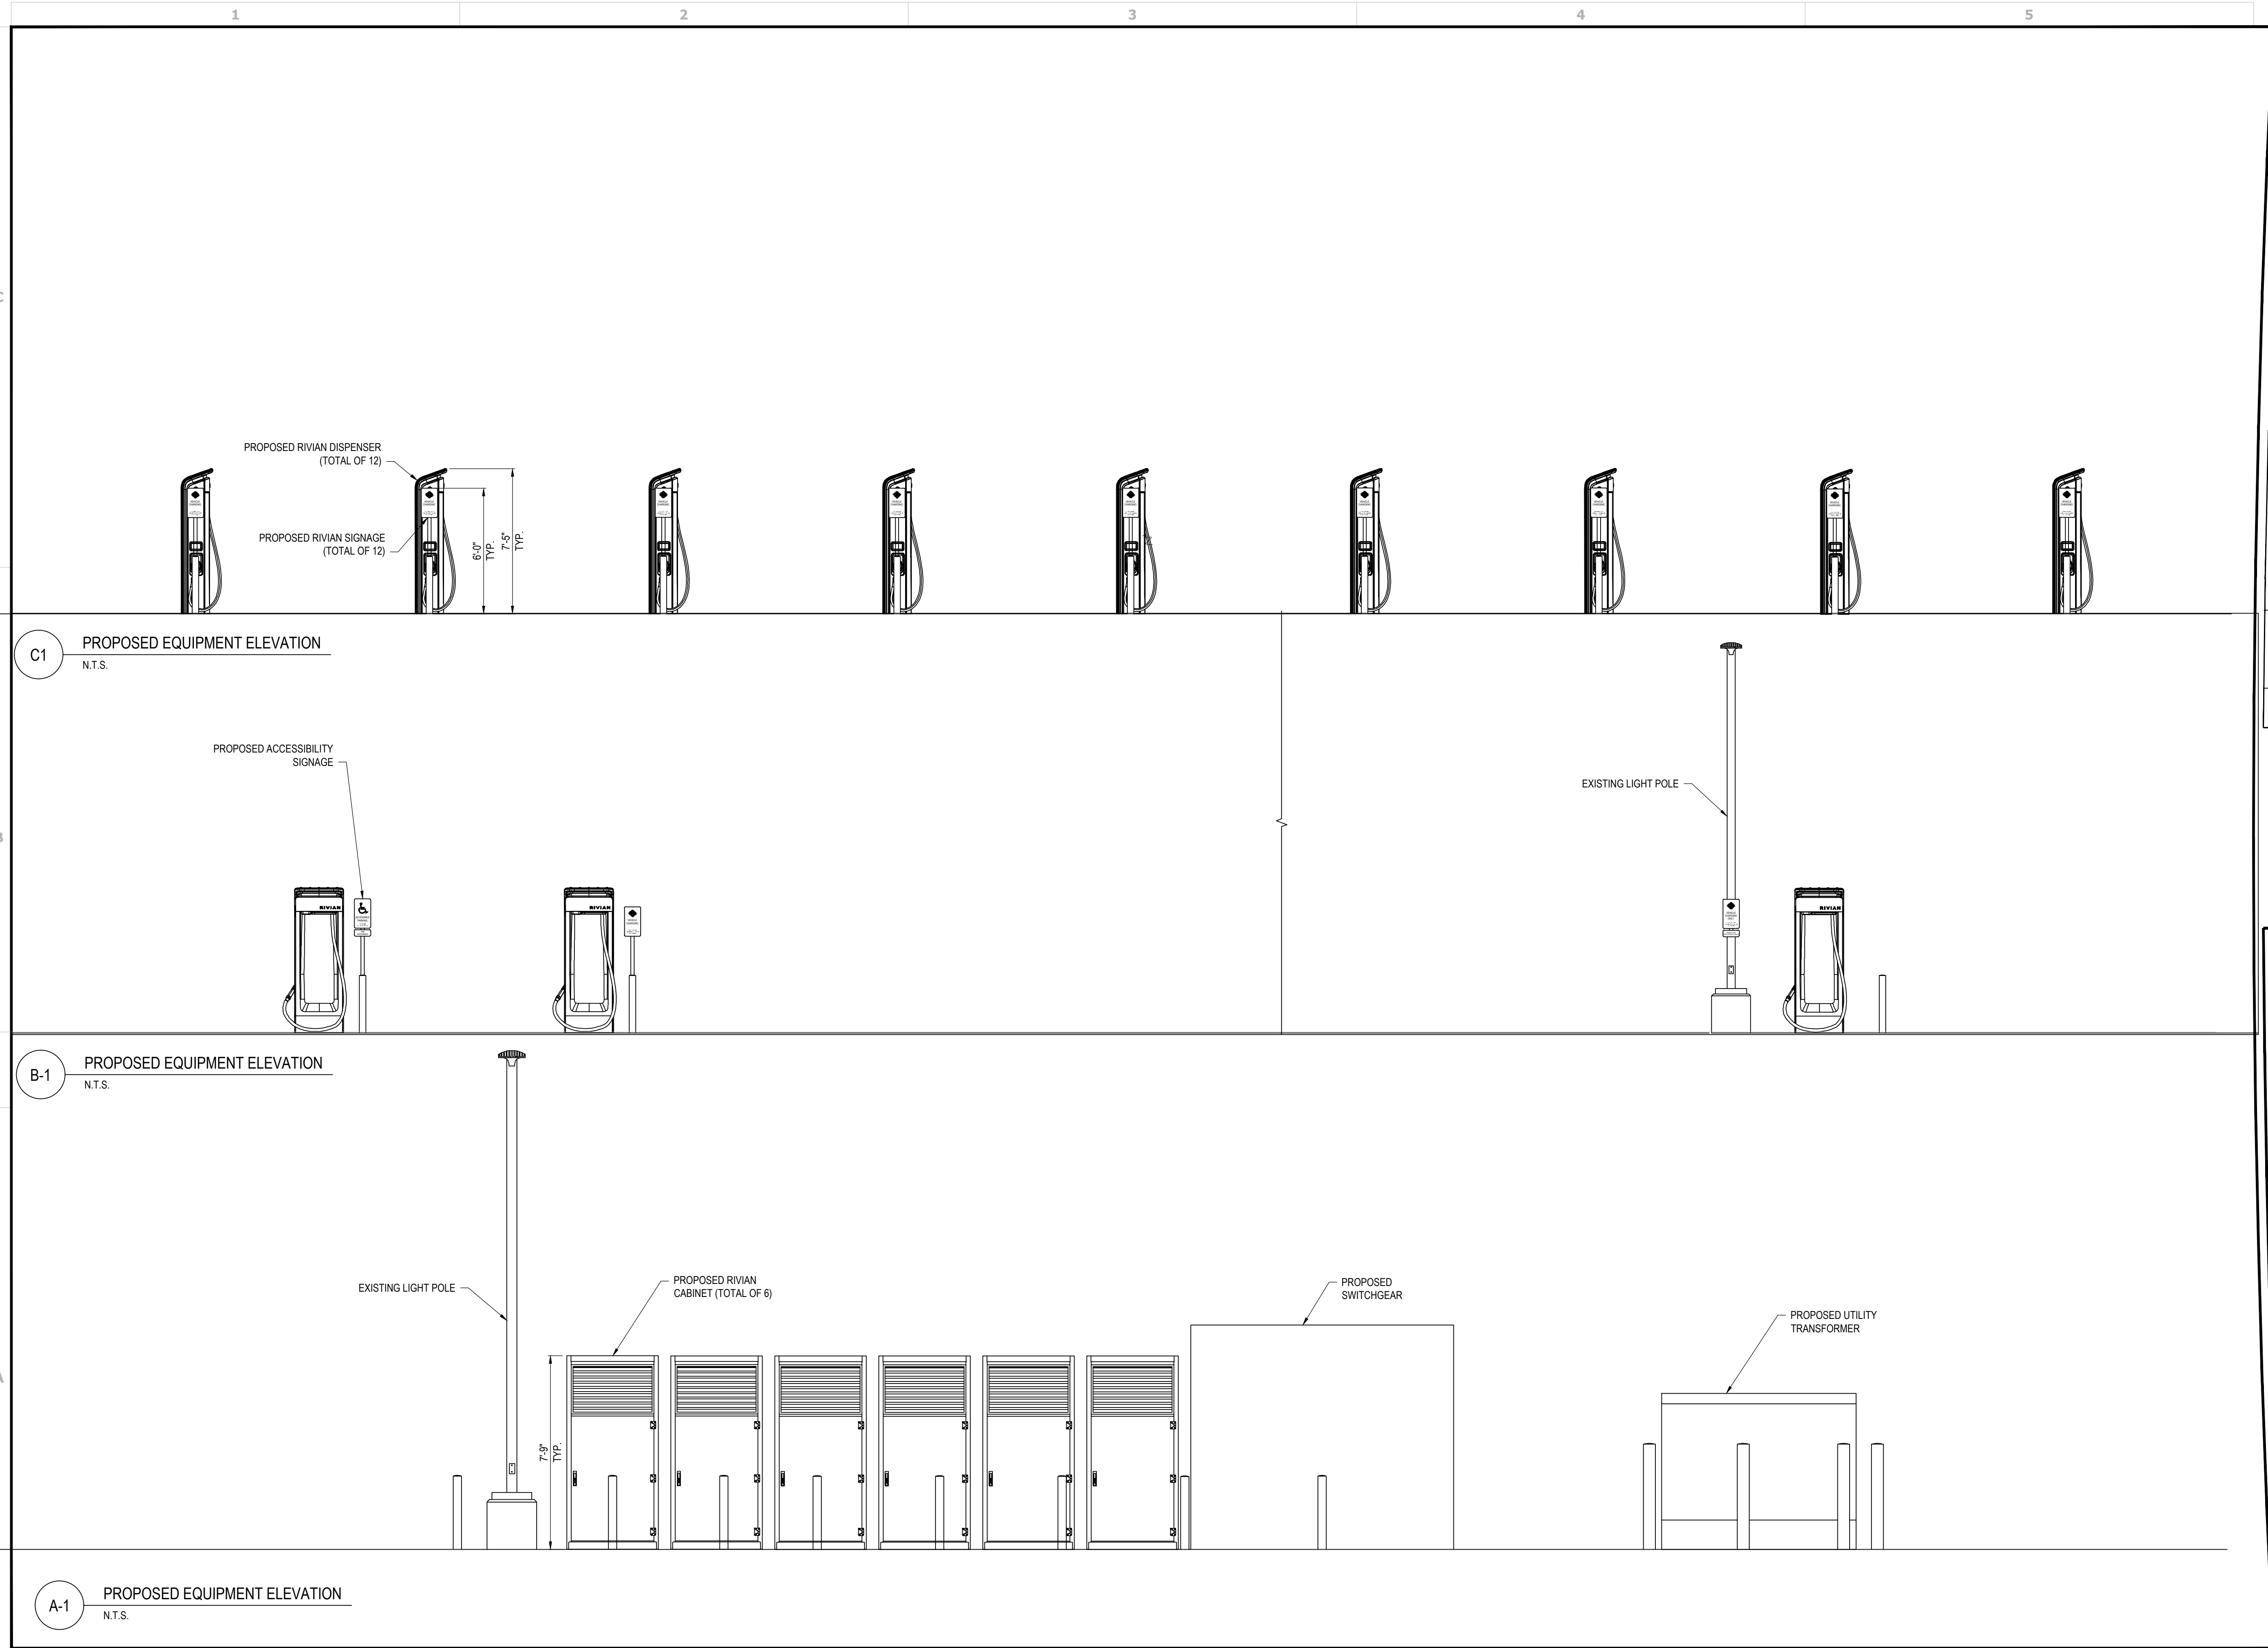 1 2 3 4 5
C
PROPOSED RIVIAN DISPENSER
(TOTAL OF 12)
PROPOSED RIVIAN SIGNAGE
(TOTAL OF 12)
6'-0"
TYP.
7'-5"
TYP.
C1
PROPOSED EQUIPMENT ELEVATION
N.T.S.
PROPOSED ACCESSIBILITY
SIGNAGE
EXISTING LIGHT POLE
B
RIVIAN
RIVIAN
RIVIAN
B-1
PROPOSED EQUIPMENT ELEVATION
N.T.S.
EXISTING LIGHT POLE
PROPOSED RIVIAN
CABINET (TOTAL OF 6)
PROPOSED
SWITCHGEAR
PROPOSED UTILITY
TRANSFORMER
A
7'-9"
TYP.
A-1
PROPOSED EQUIPMENT ELEVATION
N.T.S.